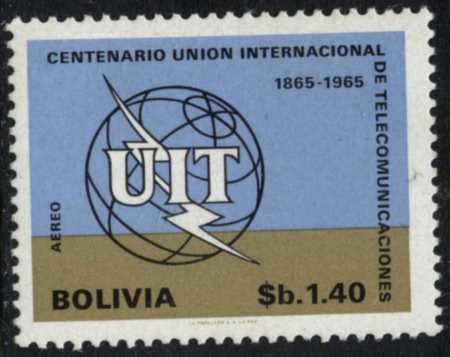 CENTENARIO UNION INTERNACIONAL
DE TELECOMUNICACIONES
1865-1965
UIT
AEREO
BOLIVIA
$b.1.40